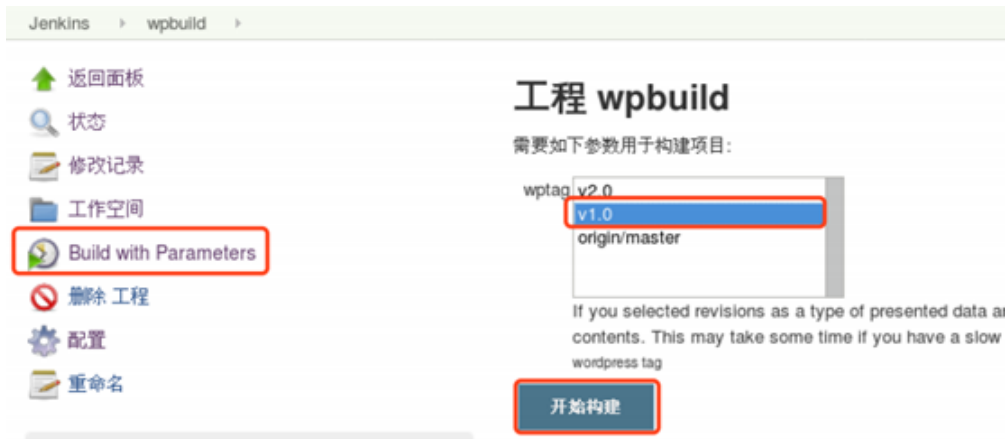 Jenkins wpbuild
返回面板
状态
修改记录
工作空间
Build with Parameters
删除 工程
配置
重命名
工程 wpbuild
需要如下参数用于构建项目:
wptag
v2.0
v1.0
origin/master
If you selected revisions as a type of presented data
contents. This may take some time if you have a slow
wordpress tag
开始构建